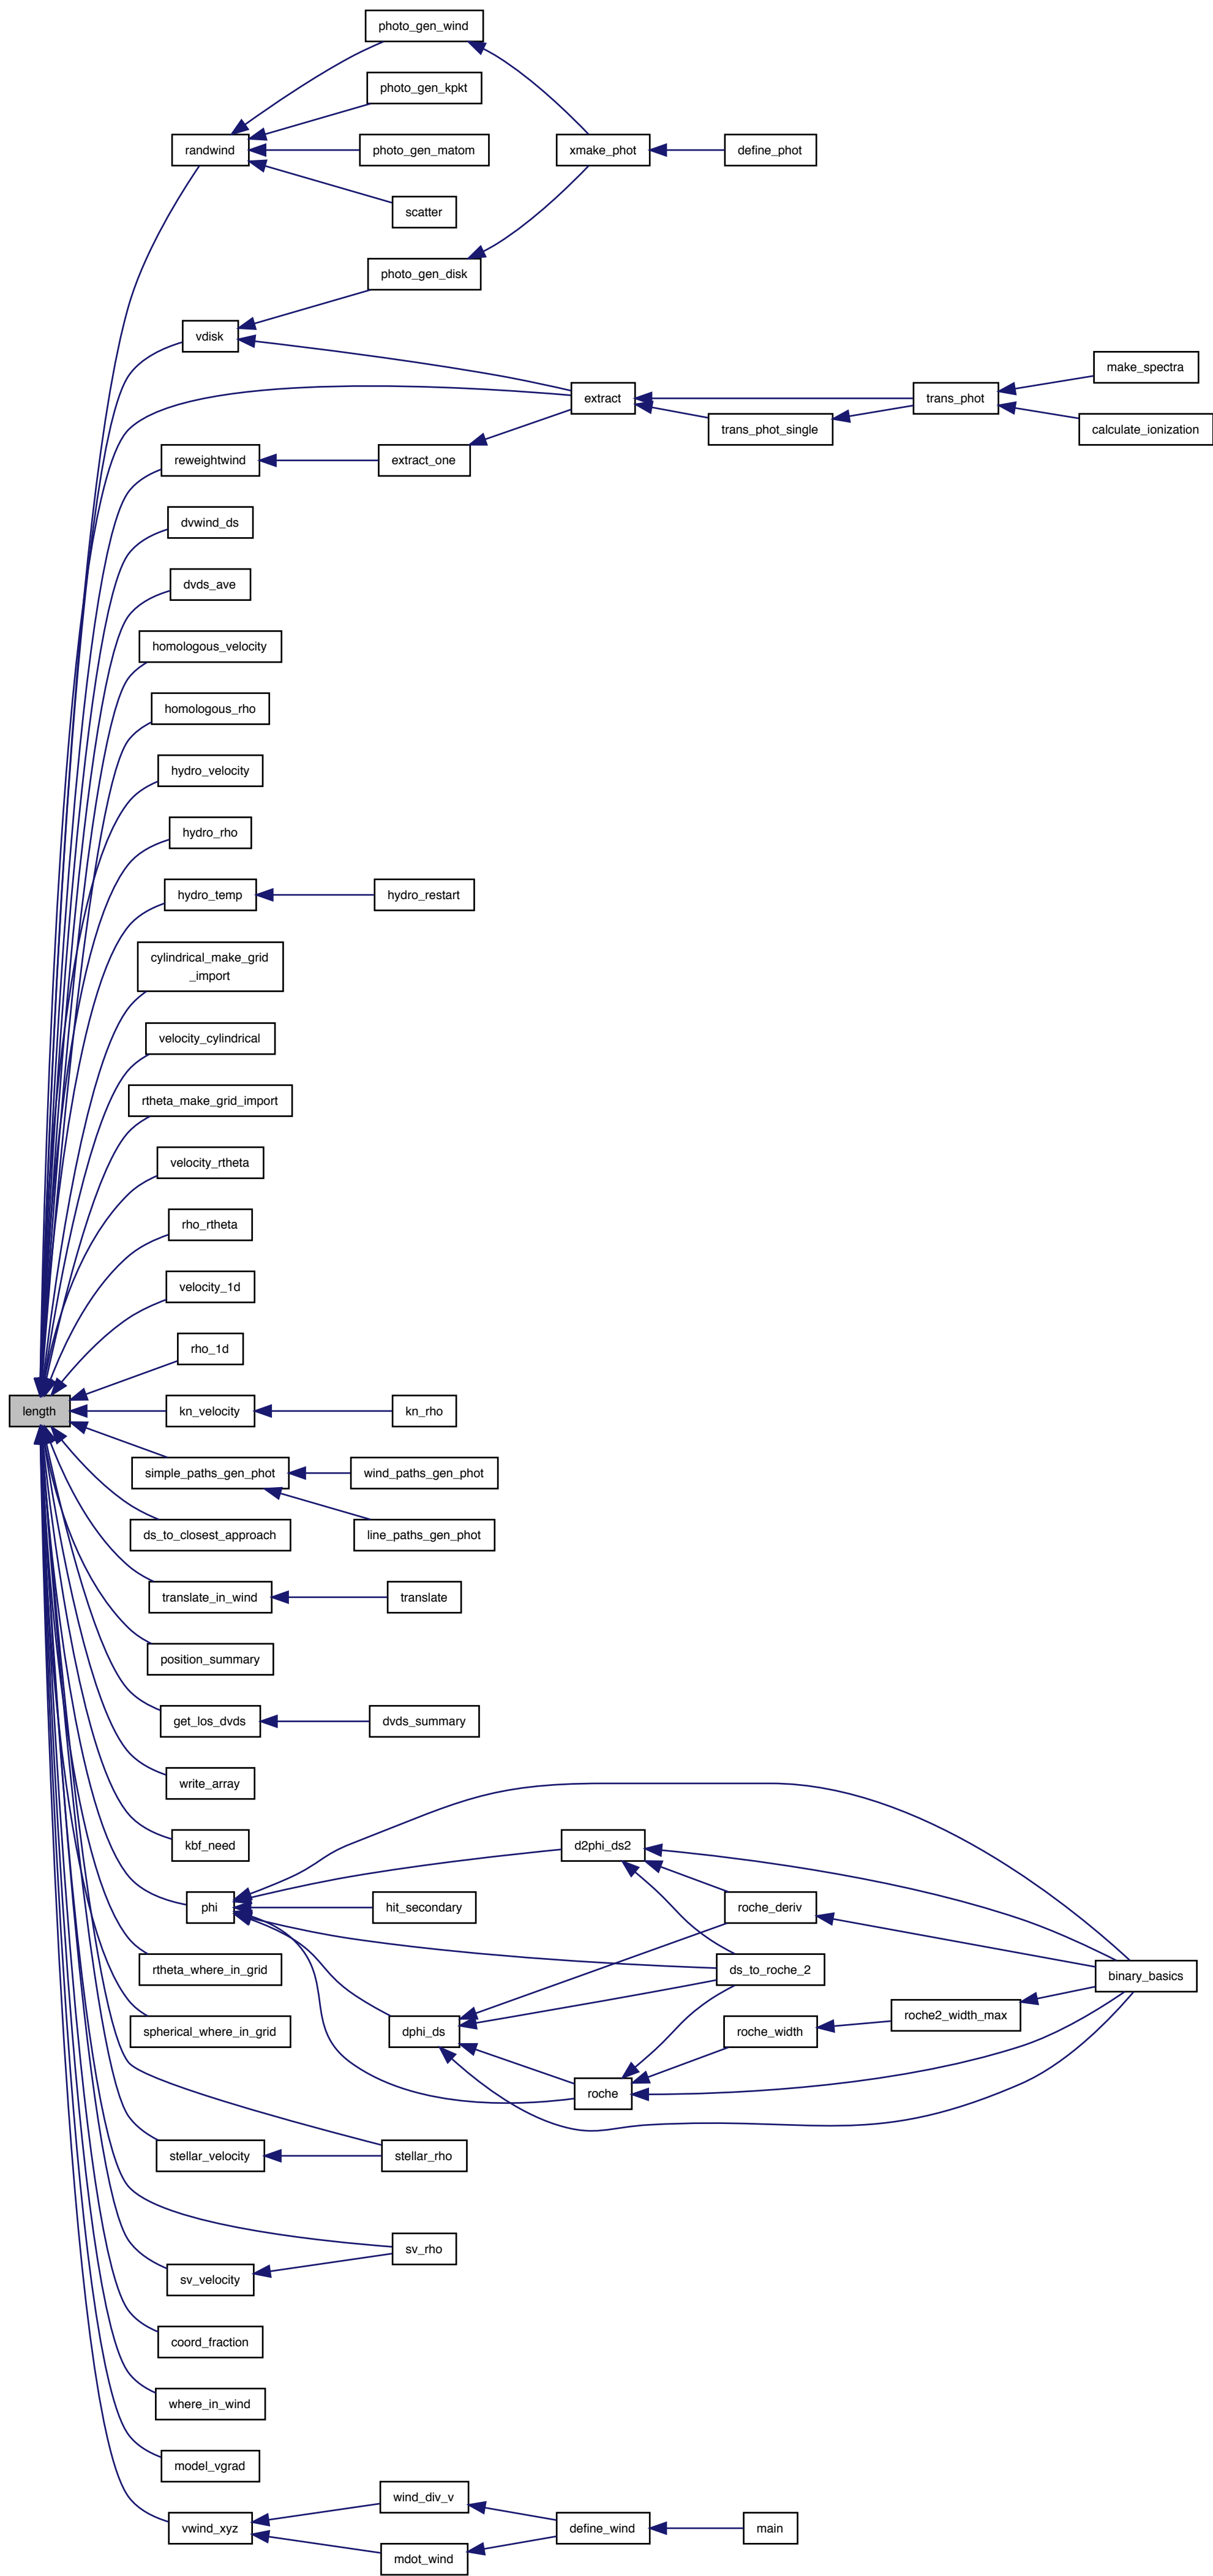 photo_gen_wind
photo_gen_kpkt
randwind
photo_gen_matom
xmake_phot
define_phot
scatter
photo_gen_disk
vdisk
make_spectra
extract
trans_phot
trans_phot_single
calculate_ionization
reweightwind
extract_one
dvwind_ds
dvds_ave
homologous_velocity
homologous_rho
hydro_velocity
hydro_rho
hydro_temp
hydro_restart
cylindrical_make_grid
_import
velocity_cylindrical
rtheta_make_grid_import
velocity_rtheta
rho_rtheta
velocity_1d
rho_1d
length
kn_velocity
kn_rho
simple_paths_gen_phot
wind_paths_gen_phot
ds_to_closest_approach
line_paths_gen_phot
translate_in_wind
translate
position_summary
get_los_dvds
dvds_summary
write_array
kbf_need
d2phi_ds2
phi
hit_secondary
roche_deriv
rtheta_where_in_grid
ds_to_roche_2
binary_basics
roche2_width_max
spherical_where_in_grid
dphi_ds
roche_width
roche
stellar_velocity
stellar_rho
sv_rho
sv_velocity
coord_fraction
where_in_wind
model_vgrad
wind_div_v
vwind_xyz
define_wind
main
mdot_wind